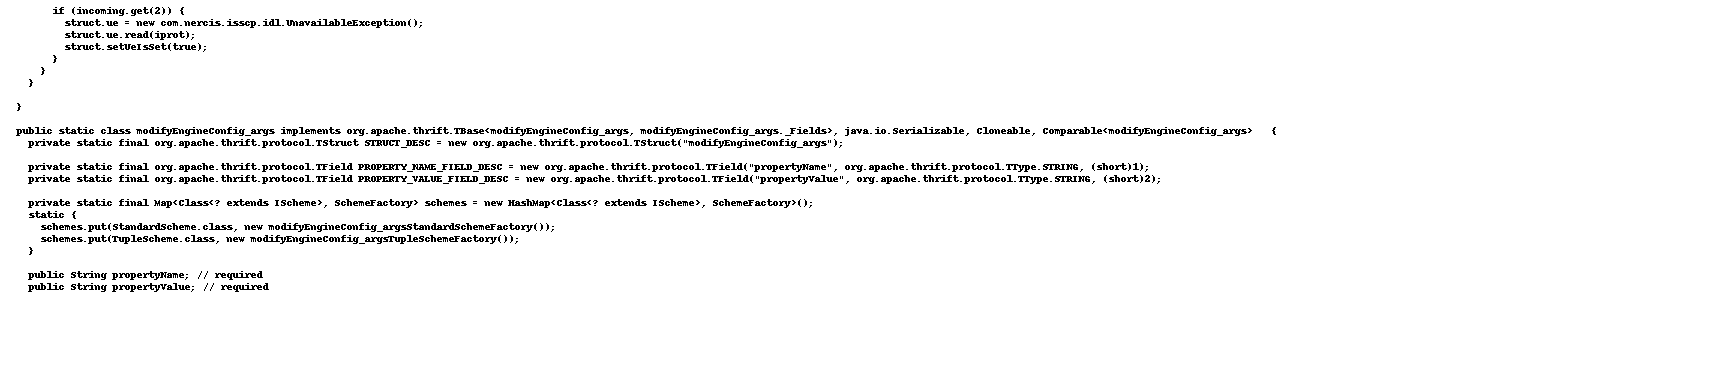 if (incoming.get(2)) {
struct.ue = new com.nercis.isscp.idl.UnavailableException();
struct.ue.read(iprot);
struct.setUeIsSet(true);
}
}
}
}
public static class modifyEngineConfig_args implements org.apache.thrift.TBase<modifyEngineConfig_args, modifyEngineConfig_args._Fields>, java.io.Serializable, Cloneable, Comparable<modifyEngineConfig_args>   {
private static final org.apache.thrift.protocol.TStruct STRUCT_DESC = new org.apache.thrift.protocol.TStruct("modifyEngineConfig_args");
private static final org.apache.thrift.protocol.TField PROPERTY_NAME_FIELD_DESC = new org.apache.thrift.protocol.TField("propertyName", org.apache.thrift.protocol.TType.STRING, (short)1);
private static final org.apache.thrift.protocol.TField PROPERTY_VALUE_FIELD_DESC = new org.apache.thrift.protocol.TField("propertyValue", org.apache.thrift.protocol.TType.STRING, (short)2);
private static final Map<Class<? extends IScheme>, SchemeFactory> schemes = new HashMap<Class<? extends IScheme>, SchemeFactory>();
static {
schemes.put(StandardScheme.class, new modifyEngineConfig_argsStandardSchemeFactory());
schemes.put(TupleScheme.class, new modifyEngineConfig_argsTupleSchemeFactory());
}
public String propertyName; // required
public String propertyValue; // required